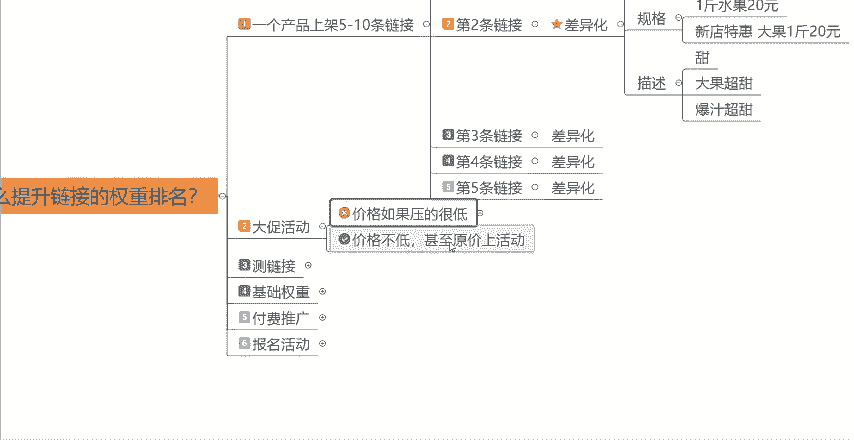 1斤水果20元
规格
新店特惠 大果1斤20元
1一个产品上架5-10条链接
?第2条链接
差异化
甜
描述
大果超甜
爆汁超甜
3第3条链接
差异化
4第4条链接
差异化
5第5条链接
差异化
么提升链接的权重排名?
2大促活动
价格如果压的很低
价格不低，甚至原价上活动
3测链接
4基础权重
5付费推广
6报名活动